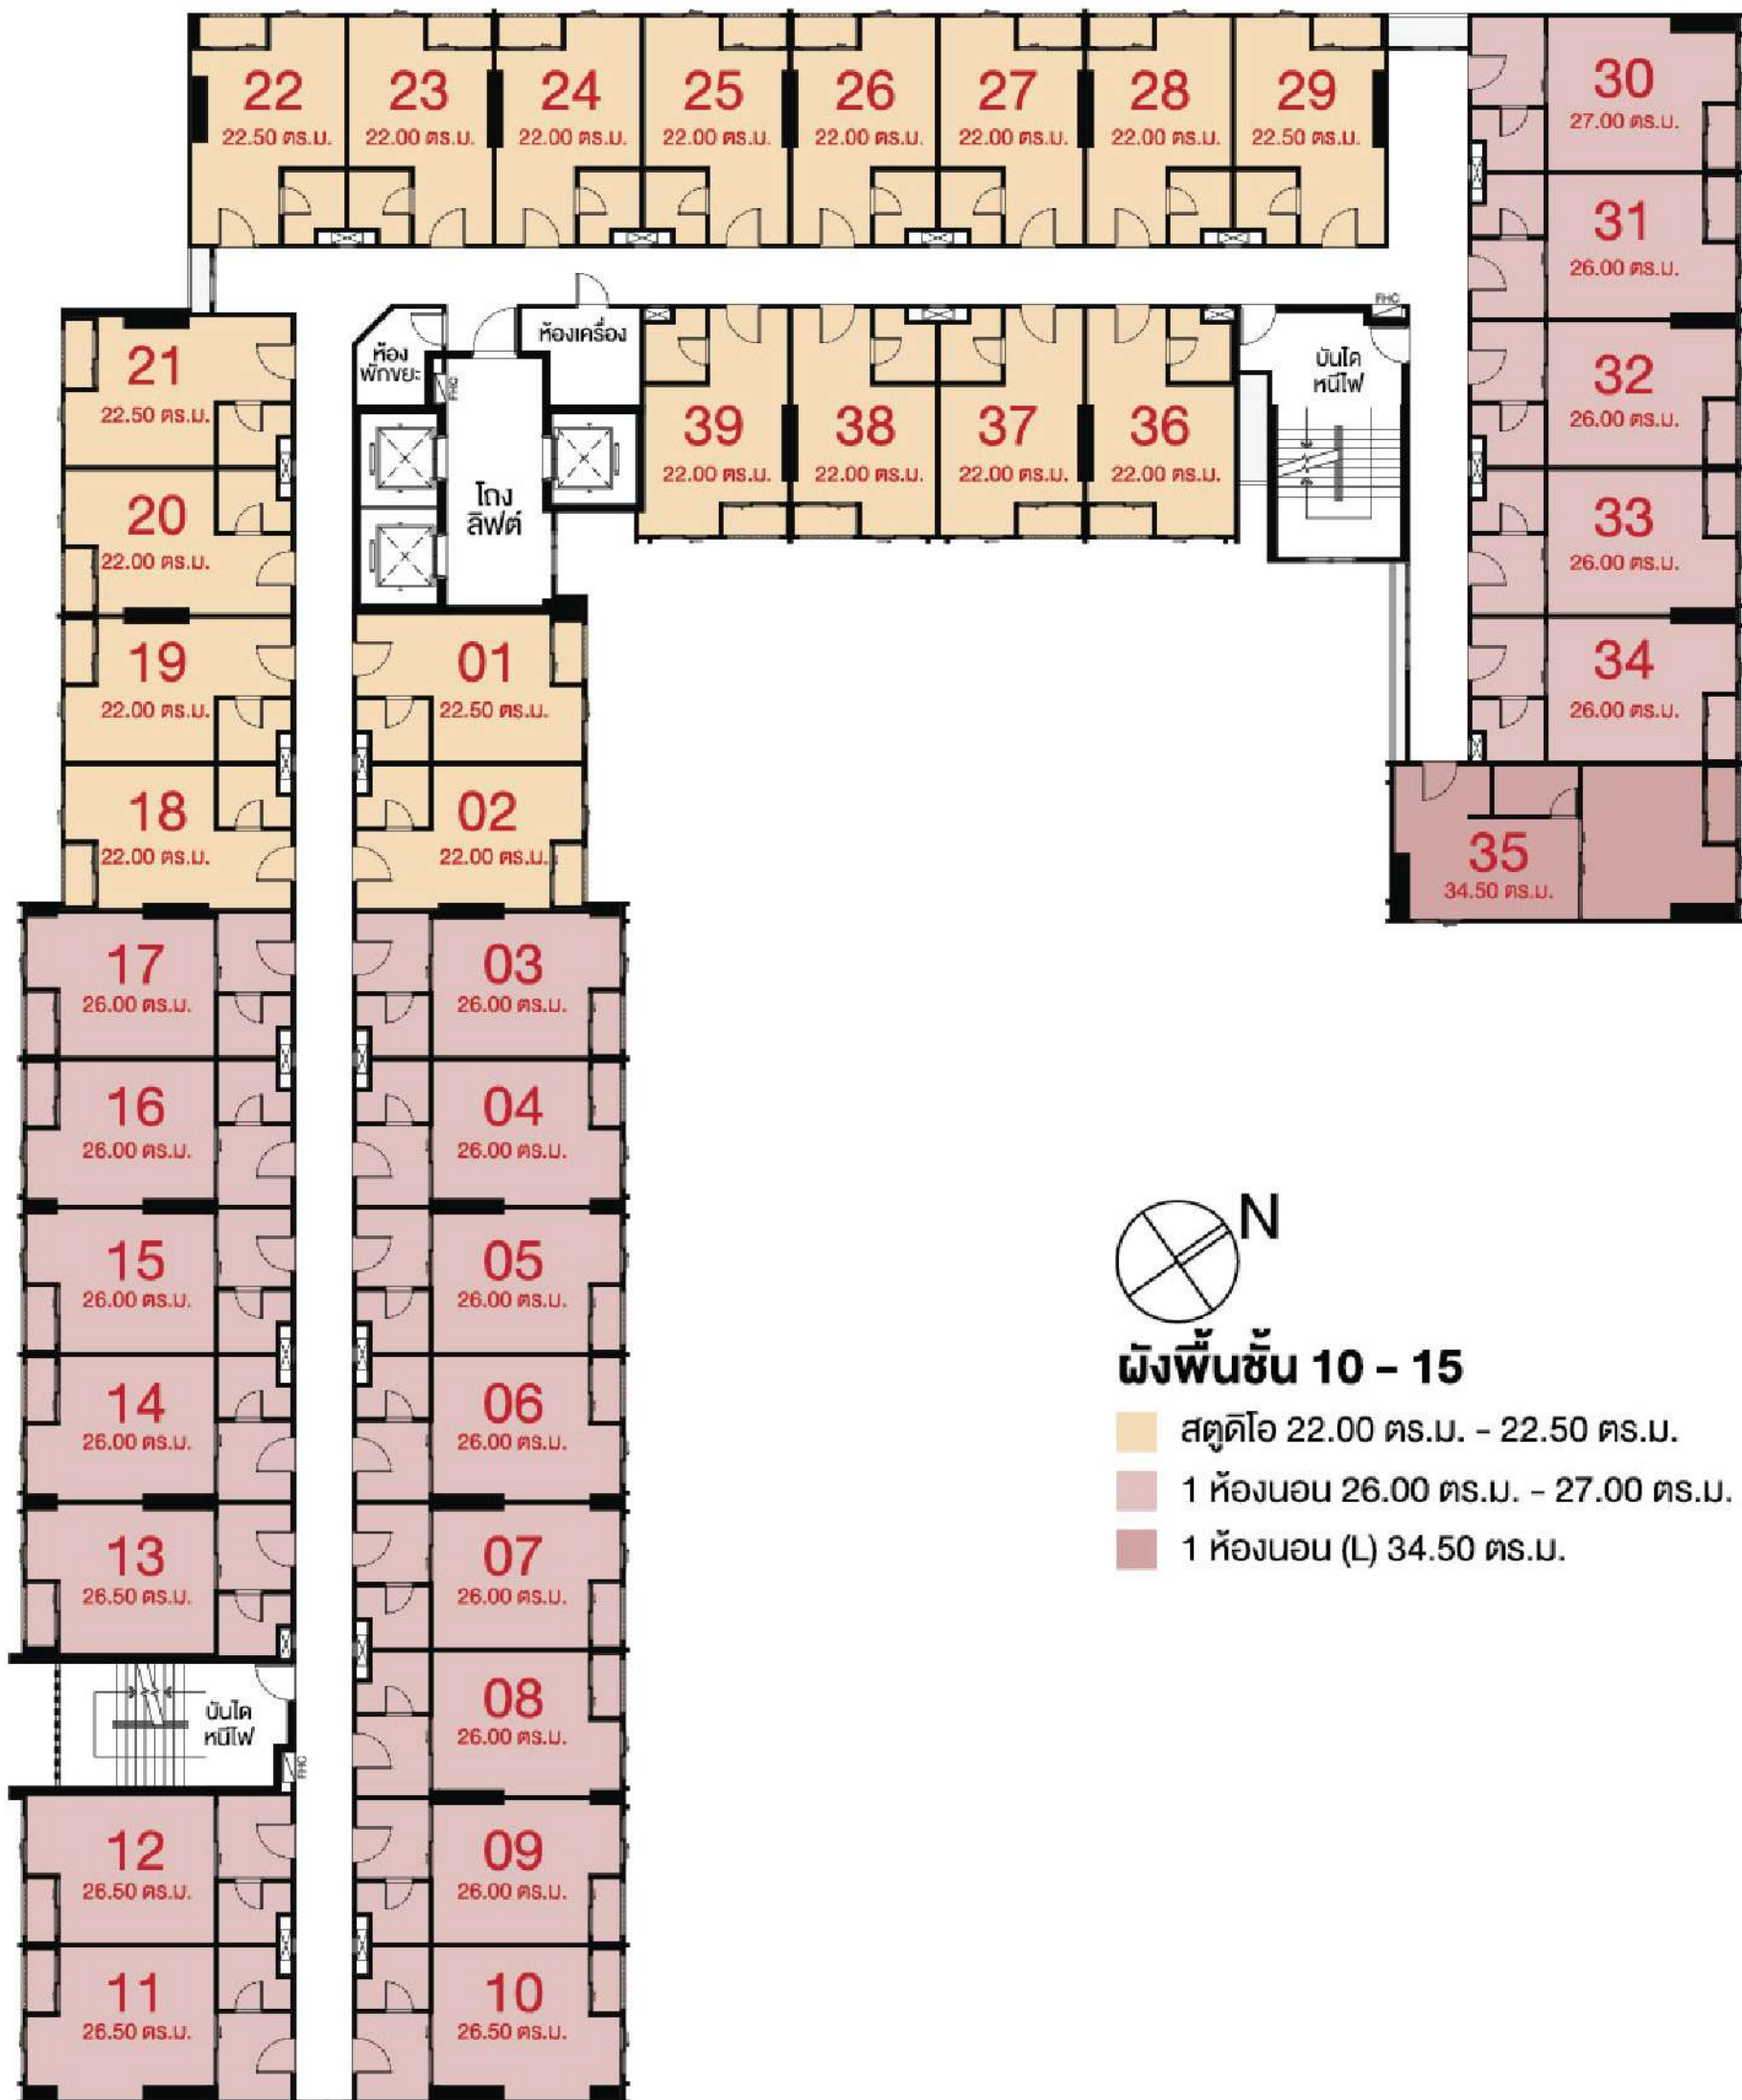 22
22.50 ตร.ม.
23
22.00 ตร.ม.
24
22.00 ตร.ม.
25
22.00 ตร.ม.
26
22.00 ตร.ม.
27
22.00 ตร.ม.
28
22.00 ตร.ม.
29
22.50 ตร.ม.
30
27.00 ตร.ม.
31
26.00 ตร.ม.
FHC
ห้องเครื่อง
ห้อง
พักขยะ
FHC
บันได
หนีไฟ
21
22.50 ตร.ม.
32
26.00 ตร.ม.
39
22.00 ตร.ม.
38
22.00 ตร.ม.
37
22.00 ตร.ม.
36
22.00 ตร.ม.
โถง
ลิฟต์
20
22.00 ตร.ม.
33
26.00 ตร.ม.
19
22.00 ตร.ม.
01
22.50 ตร.ม.
34
26.00 ตร.ม.
18
22.00 ตร.ม.
02
22.00 ตร.ม.
35
34.50 ตร.ม.
17
26.00 ตร.ม.
03
26.00 ตร.ม.
16
26.00 ตร.ม.
04
26.00 ตร.ม.
15
26.00 ตร.ม.
05
26.00 ตร.ม.
14
26.00 ตร.ม.
06
26.00 ตร.ม.
13
26.50 ตร.ม.
07
26.00 ตร.ม.
บันได
หนีไฟ
FHC
08
26.00 ตร.ม.
12
26.50 ตร.ม.
09
26.00 ตร.ม.
11
26.50 ตร.ม.
10
26.50 ตร.ม.
N
ผังพื้นชั้น 10 - 15
สตูดิโอ 22.00 ตร.ม. - 22.50 ตร.ม.
1 ห้องนอน 26.00 ตร.ม. - 27.00 ตร.ม.
1 ห้องนอน (L) 34.50 ตร.ม.